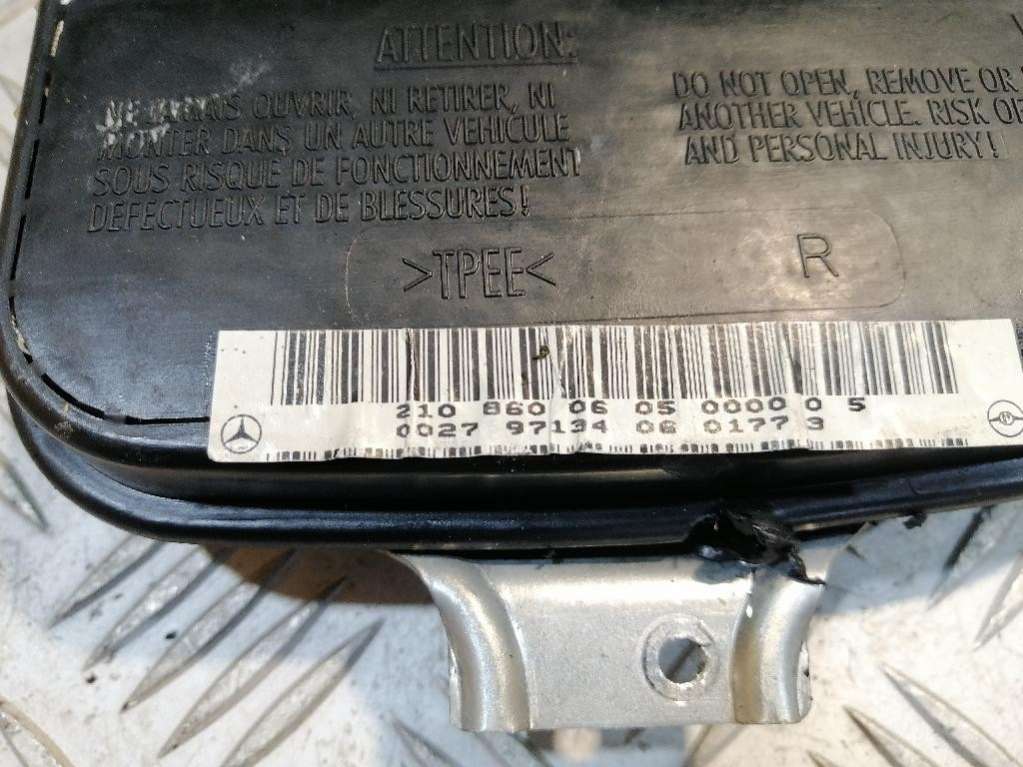 ATTENTION:
NE JAMAIS OUVRIR, NI RETIRER, NI
MONTER DANS UN AUTRE VEHICULE
SOUS RISQUE DE FONCTIONNEMENT
DEFECTUEUX ET DE BLESSURES!
DO NOT OPEN, REMOVE OR
ANOTHER VEHICLE. RISK OF
AND PERSONAL INJURY!
>TPEE<
R
210 860 06 05 0000 0 5
0027 97134 06 0177 3